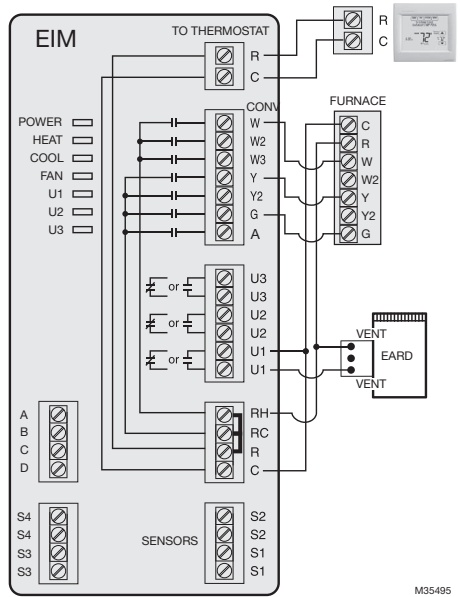 EIM
TO THERMOSTAT
R
C
R
C
CONV
FURNACE
POWER
HEAT
COOL
FAN
U1
U2
U3
W
W2
W3
Y
Y2
G
A
C
R
W
W2
Y
Y2
G
or
or
or
U3
U3
U2
U2
U1
U1
VENT
EARD
VENT
A
B
C
D
RH
RC
R
C
S4
S4
S3
S3
SENSORS
S2
S2
S1
S1
M35495